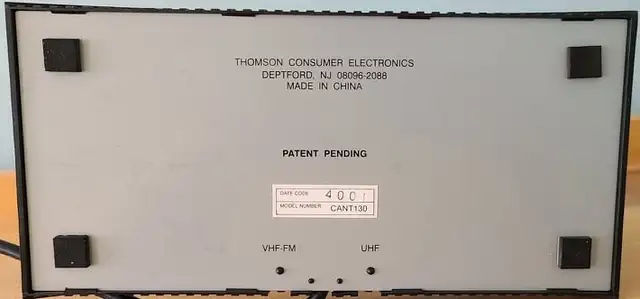 THOMSON CONSUMER ELECTRONICS
DEPTFORD, NJ 08096-2088
MADE IN CHINA
PATENT PENDING
DATE CODE 4001
MODEL NUMBER CANT130
VHF-FM UHF